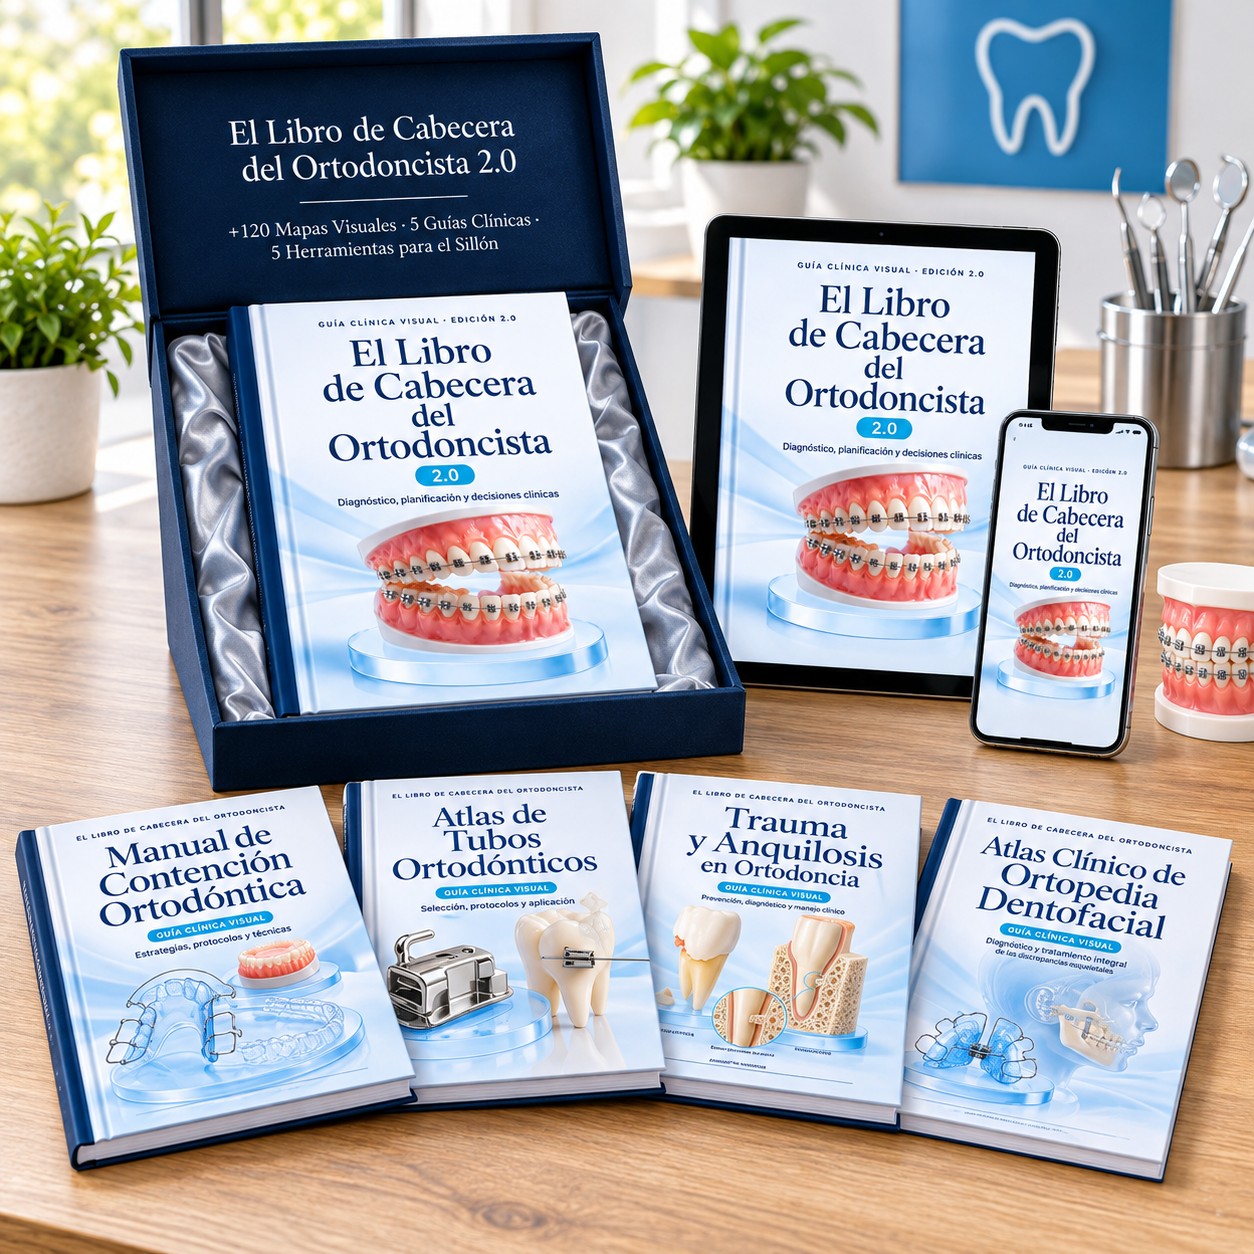 El Libro de Cabecera
del Ortodoncista 2.0
+120 Mapas Visuales · 5 Guías Clínicas ·
5 Herramientas para el Sillón
GUÍA CLÍNICA VISUAL · EDICIÓN 2.0
El Libro
de Cabecera
del
Ortodoncista
2.0
Diagnóstico, planificación y decisiones clínicas
GUÍA CLÍNICA VISUAL · EDICIÓN 2.0
El Libro
de Cabecera
del
Ortodoncista
2.0
Diagnóstico, planificación y decisiones clínicas
GUÍA CLÍNICA VISUAL · EDICIÓN 2.0
El Libro
de Cabecera
del
Ortodoncista
2.0
Diagnóstico, planificación y decisiones clínicas
EL LIBRO DE CABECERA DEL ORTODONCISTA
Manual de
Contención
Ortodóntica
GUÍA CLÍNICA VISUAL
Estrategias, protocolos y técnicas
EL LIBRO DE CABECERA DEL ORTODONCISTA
Atlas de
Tubos
Ortodónticos
GUÍA CLÍNICA VISUAL
Selección, protocolos y aplicación
EL LIBRO DE CABECERA DEL ORTODONCISTA
Trauma
y Anquilosis
en Ortodoncia
GUÍA CLÍNICA VISUAL
Prevención, diagnóstico y manejo clínico
EL LIBRO DE CABECERA DEL ORTODONCISTA
Atlas Clínico de
Ortopedia
Dentofacial
GUÍA CLÍNICA VISUAL
Diagnóstico y tratamiento integral
de las discrepancias esqueletales